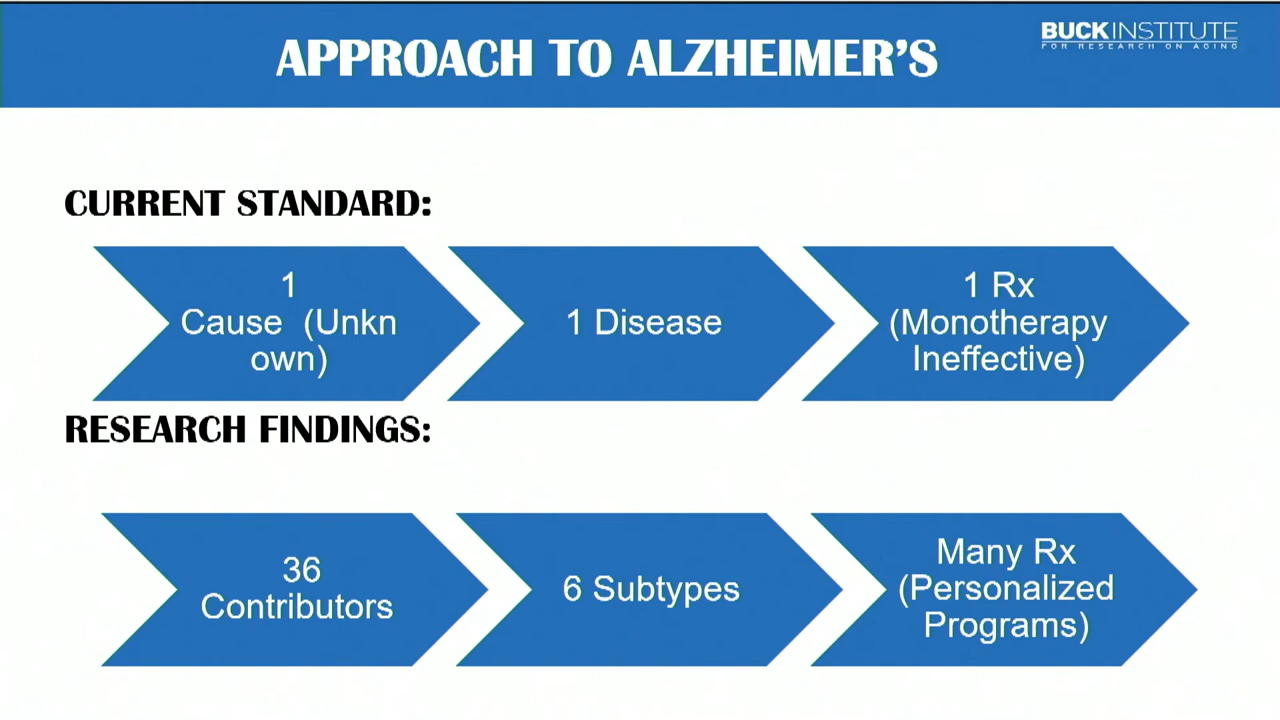 BUCKINSTITUTE
FOR RESEARCH ON AGING
APPROACH TO ALZHEIMER'S
CURRENT STANDARD:
1
Cause (Unkn
own)
1 Disease
1 Rx
(Monotherapy
Ineffective)
RESEARCH FINDINGS:
36
Contributors
6 Subtypes
Many Rx
(Personalized
Programs)